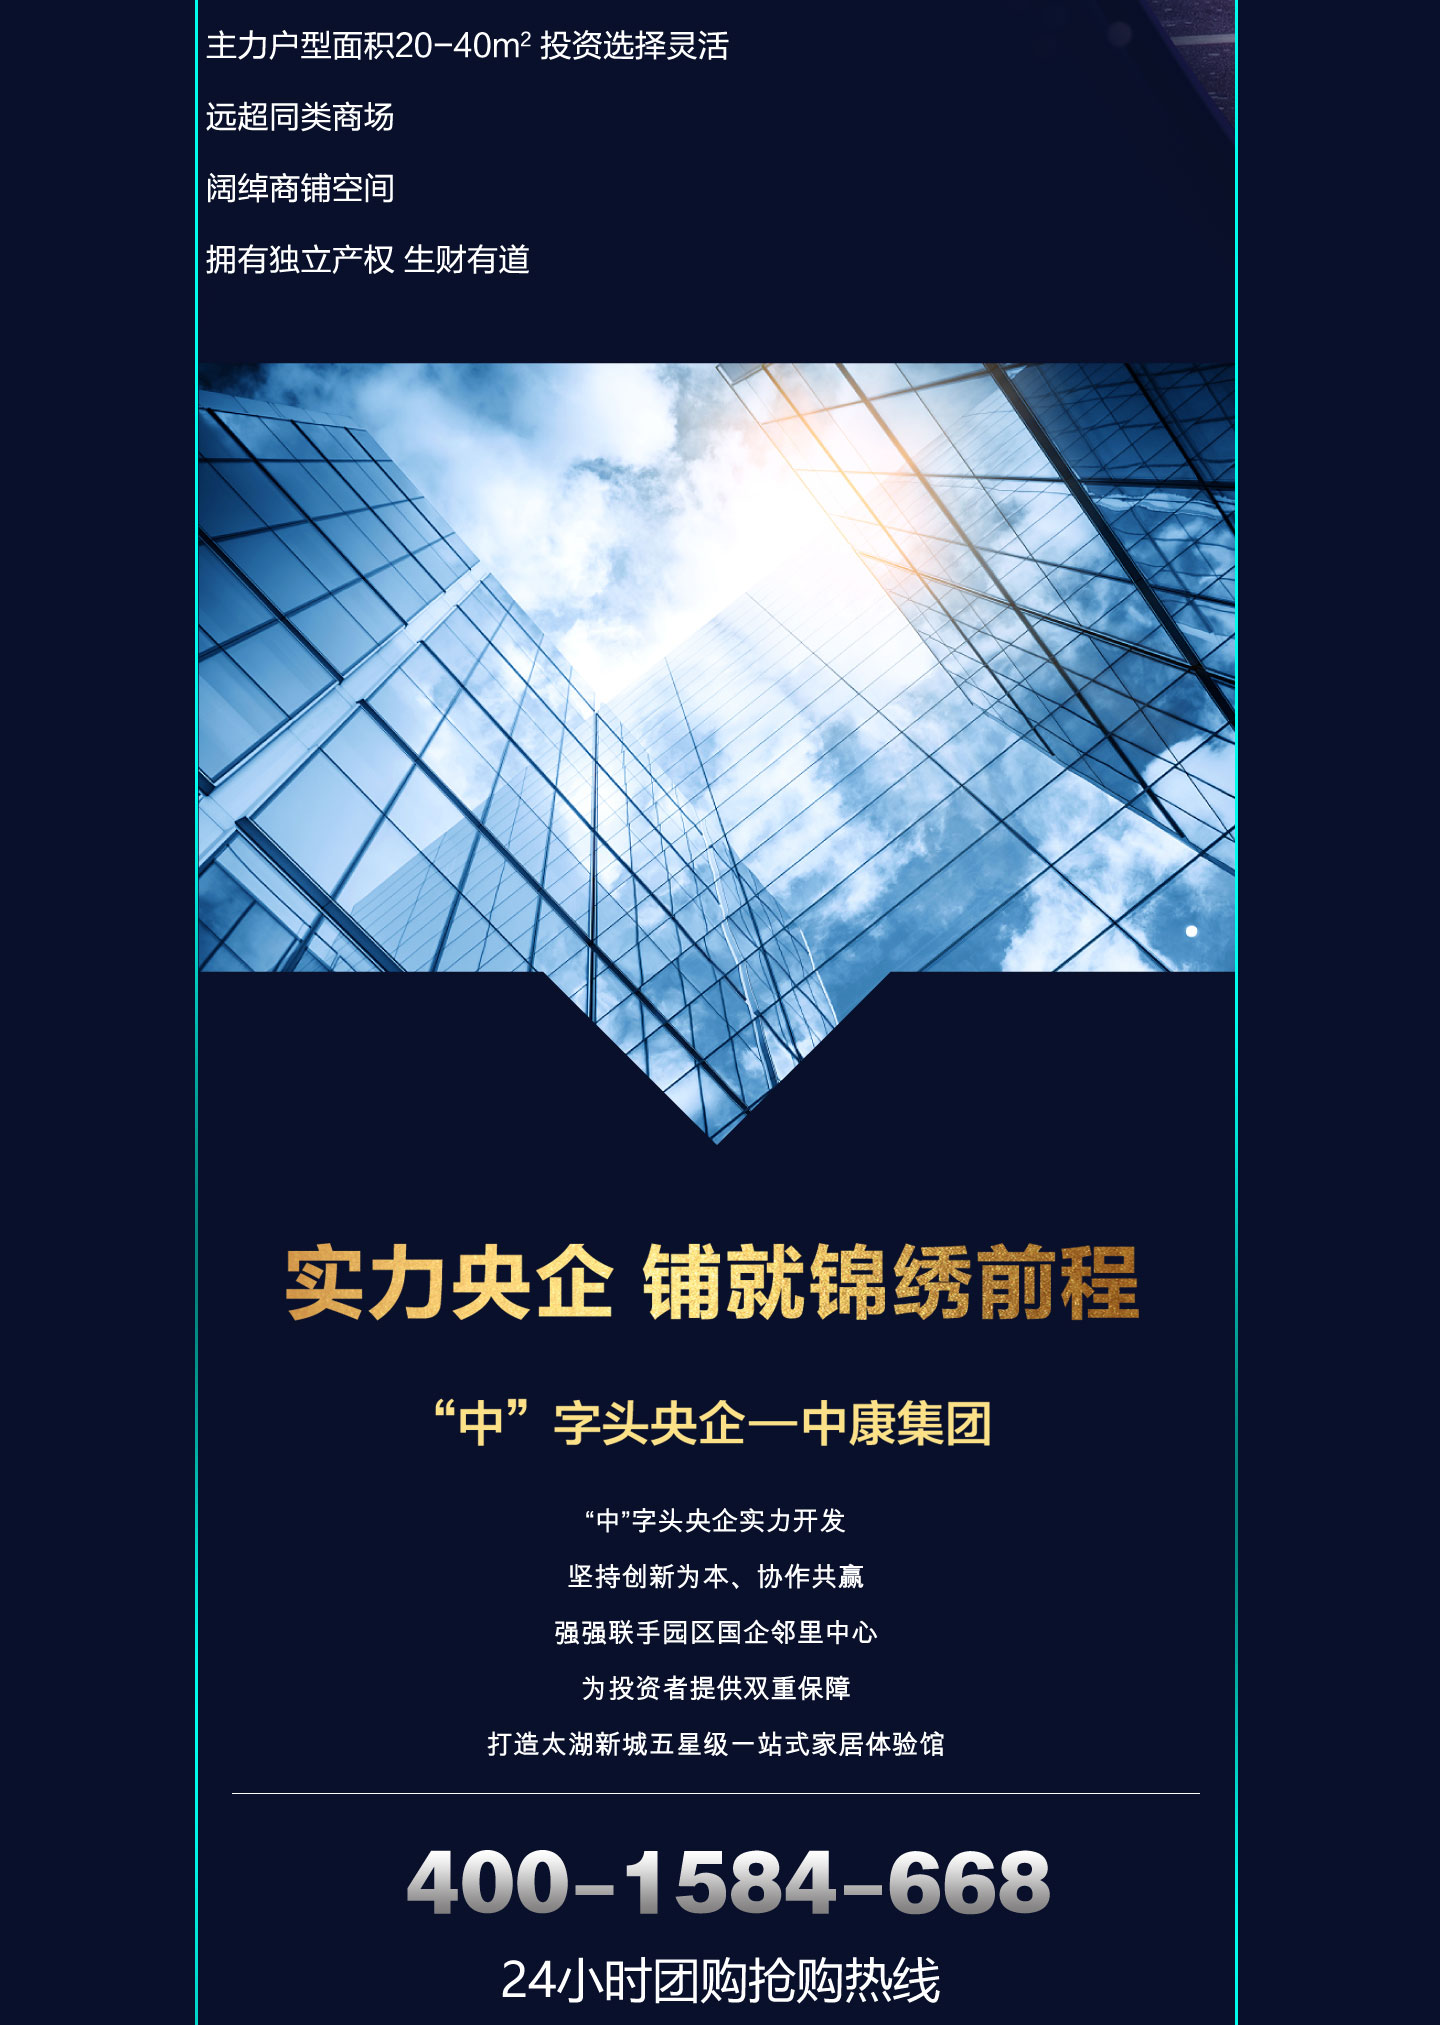 主力户型面积20-40m² 投资选择灵活
远超同类商场
阔绰商铺空间
拥有独立产权 生财有道
实力央企 铺就锦绣前程
“中”字头央企—中康集团
“中”字头央企实力开发
坚持创新为本、协作共赢
强强联手园区国企邻里中心
为投资者提供双重保障
打造太湖新城五星级一站式家居体验馆
400-1584-668
24小时团购抢购热线